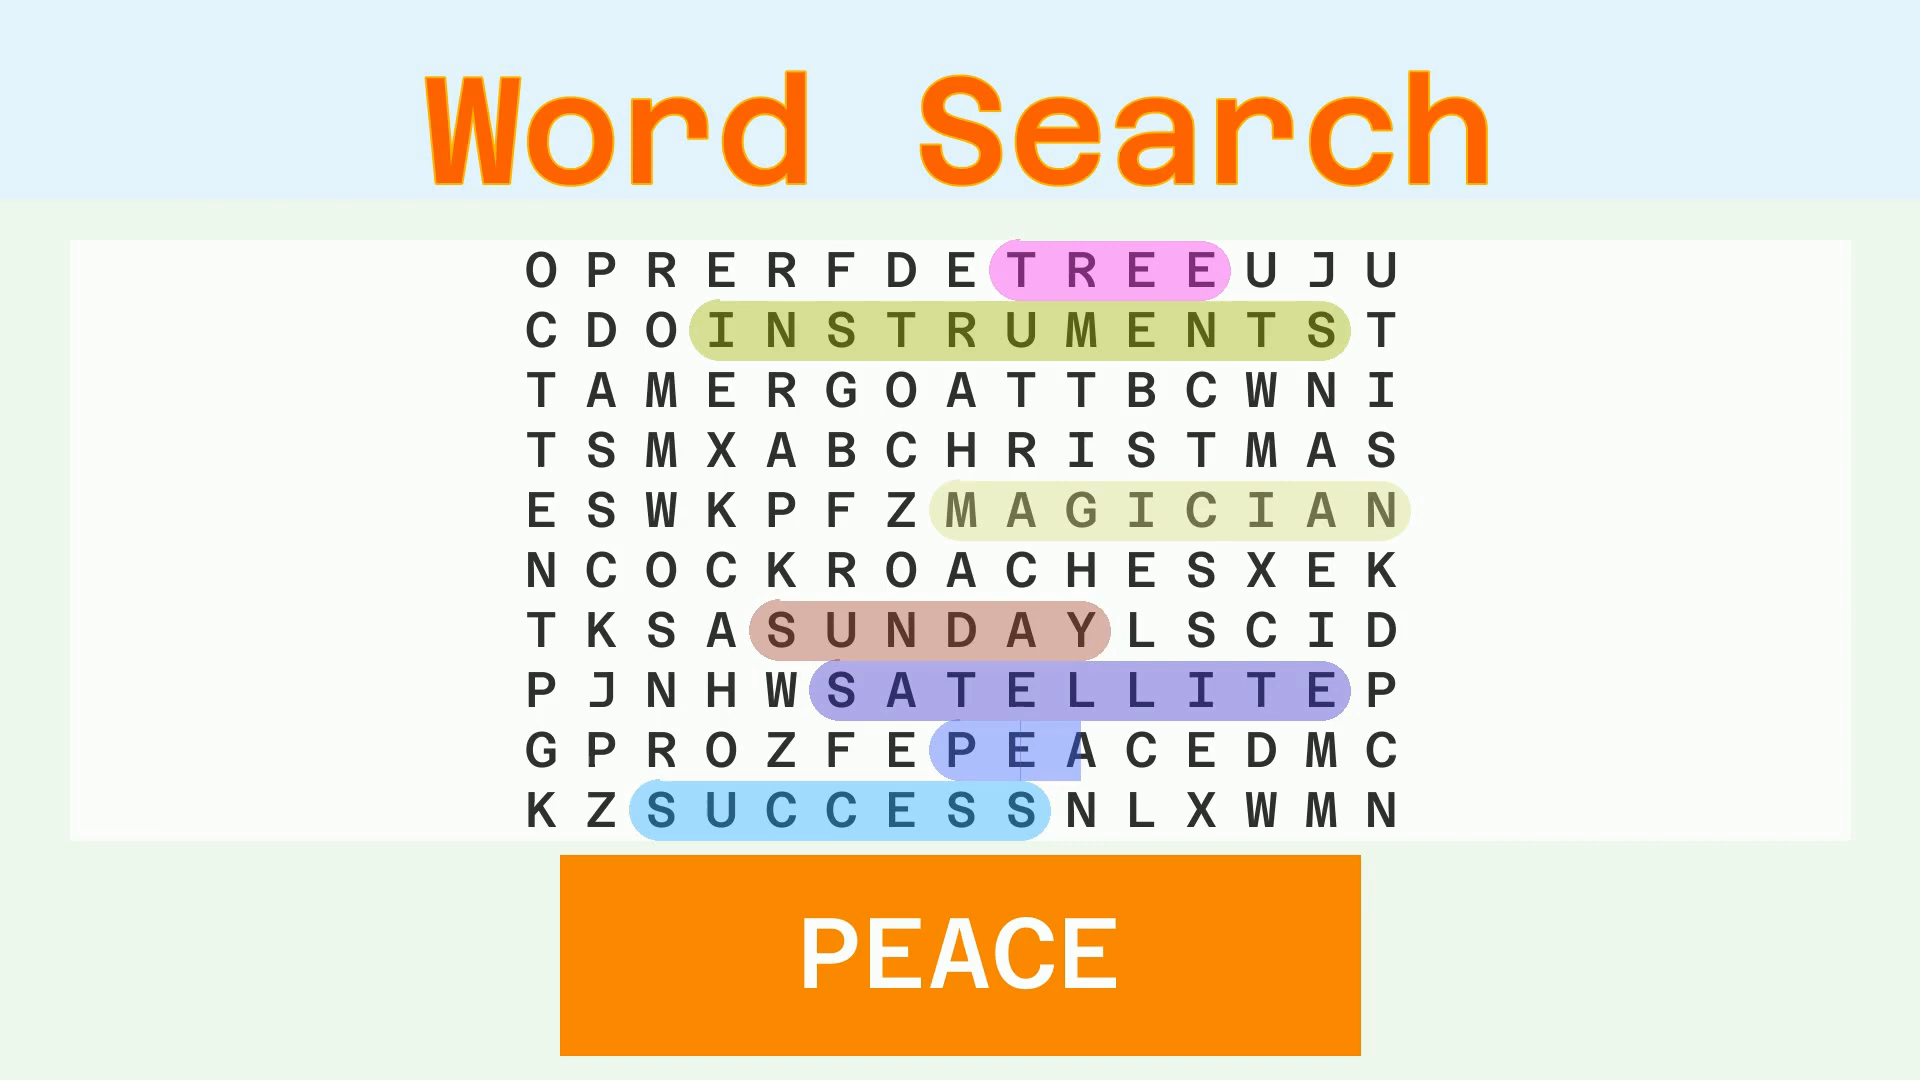 Word Search
O P R E R F D E T R E E U J U
C D O I N S T R U M E N T S T
T A M E R G O A T T B C W N I
T S M X A B C H R I S T M A S
E S W K P F Z M A G I C I A N
N C O C K R O A C H E S X E K
T K S A S U N D A Y L S C I D
P J N H W S A T E L L I T E P
G P R O Z F E P E A C E D M C
K Z S U C C E S S N L X W M N
PEACE